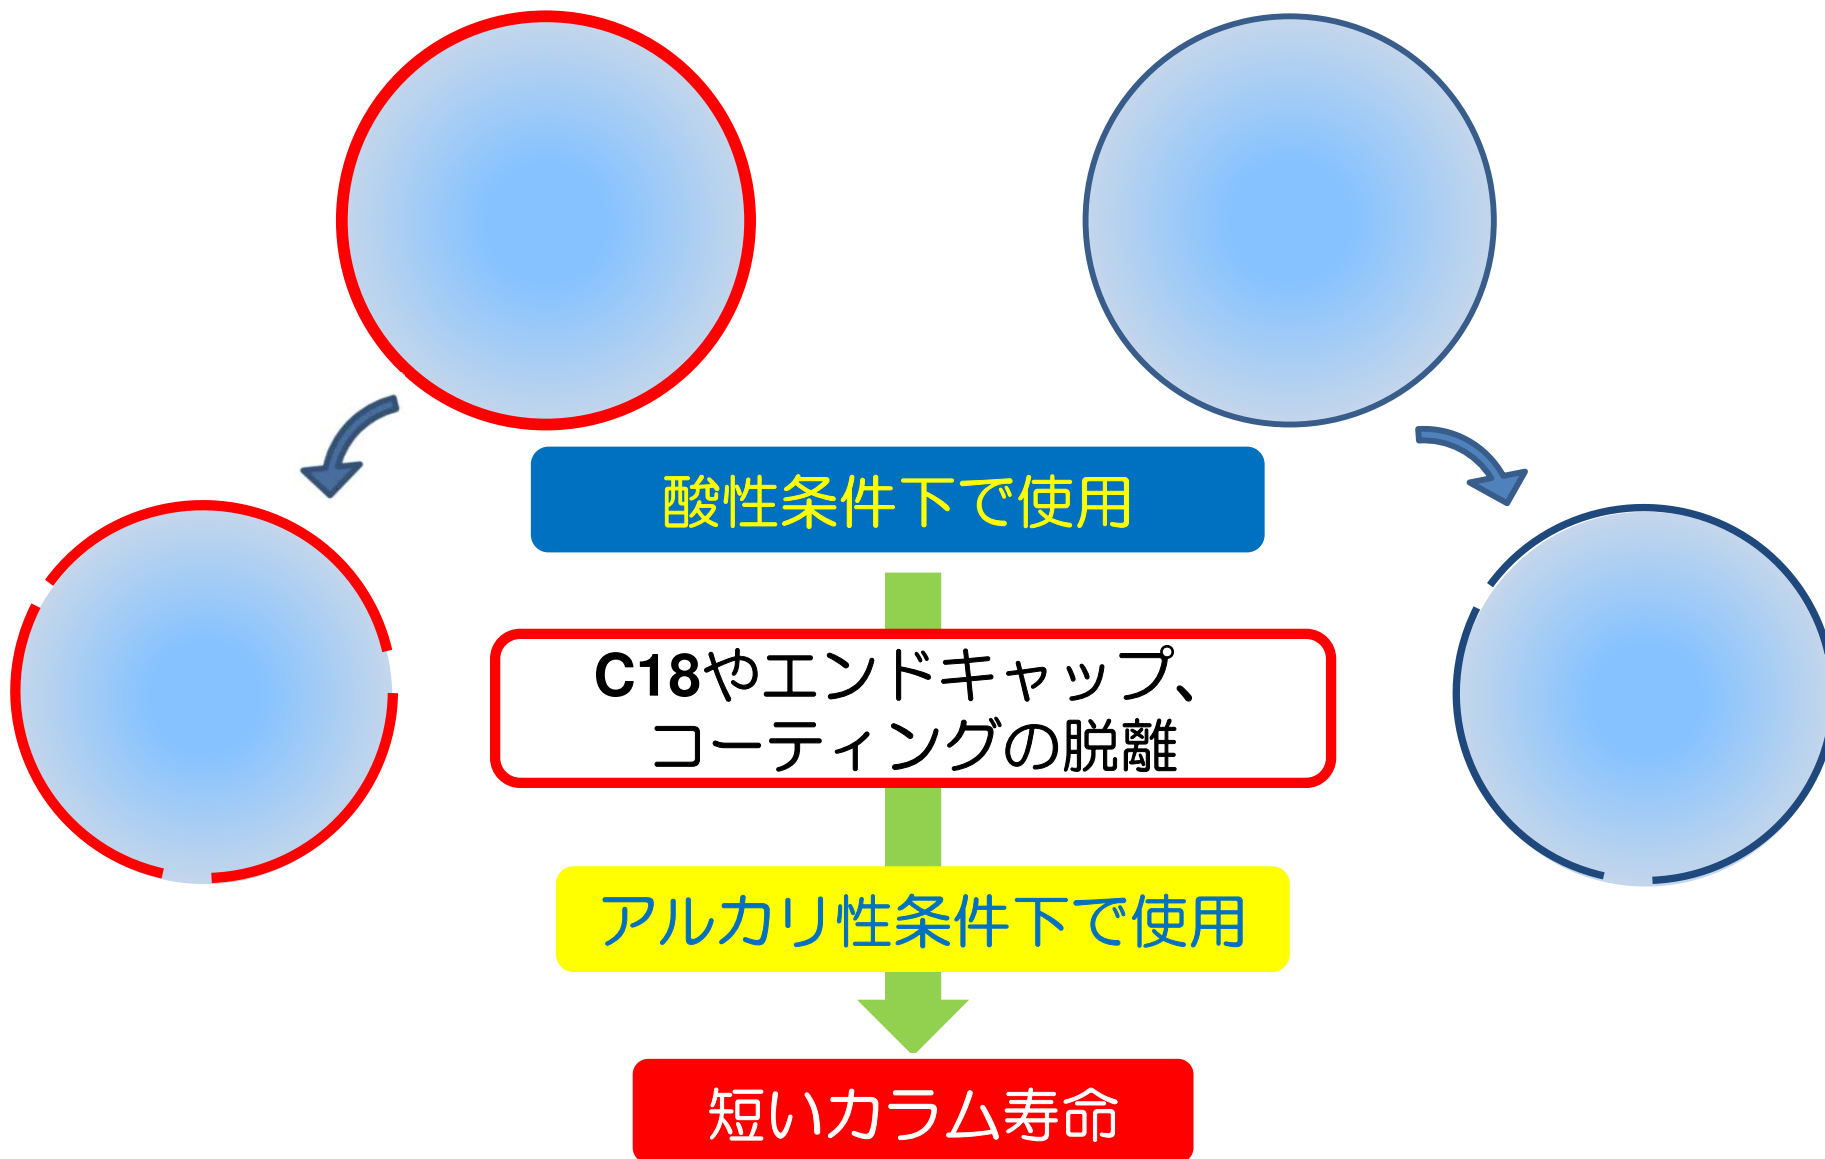 酸性条件下で使用
C18やエンドキャップ、
コーティングの脱離
アルカリ性条件下で使用
短いカラム寿命